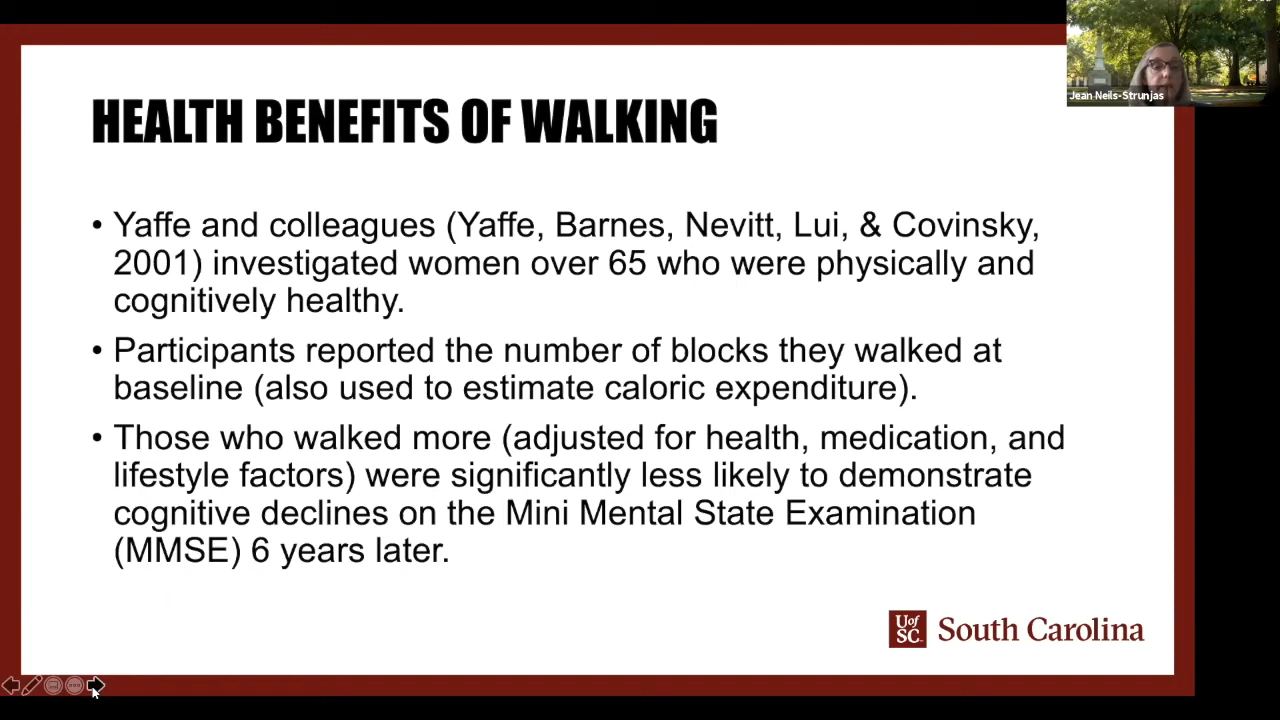 Jean Neils-Strunjas
HEALTH BENEFITS OF WALKING
• Yaffe and colleagues (Yaffe, Barnes, Nevitt, Lui, & Covinsky,
2001) investigated women over 65 who were physically and
cognitively healthy.
• Participants reported the number of blocks they walked at
baseline (also used to estimate caloric expenditure).
• Those who walked more (adjusted for health, medication, and
lifestyle factors) were significantly less likely to demonstrate
cognitive declines on the Mini Mental State Examination
(MMSE) 6 years later.
UofSC South Carolina